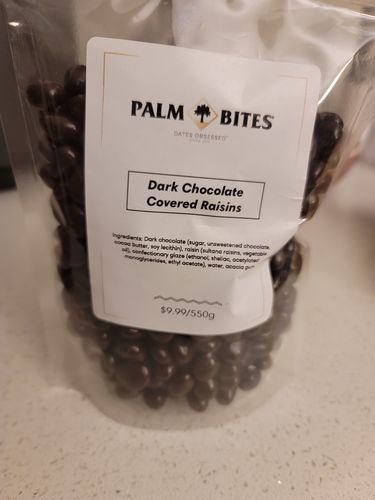 PALM BITES
DATES OBSESSED
Dark Chocolate
Covered Raisins
Ingredients: Dark chocolate (sugar, unsweetened chocolate,
cocoa butter, soy lecithin), raisin (sultana raisins, vegetable
oil), confectionary glaze (ethanol, shellac, acetylated
monoglycerides, ethyl acetate), water, acacia gum
$9.99/550g